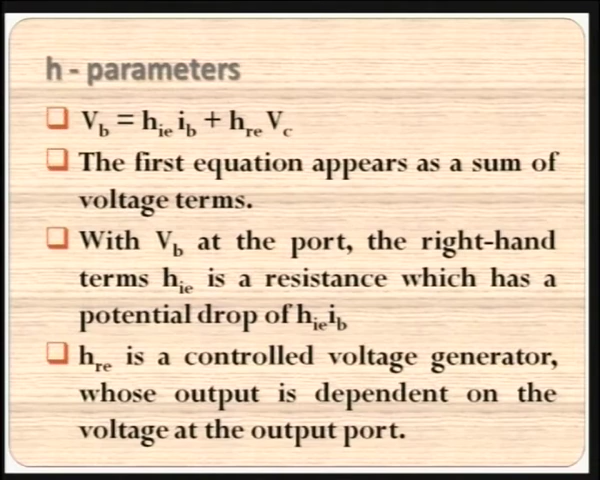 h - parameters
V_b = h_ie i_b + h_re V_c
The first equation appears as a sum of
voltage terms.
With V_b at the port, the right-hand
terms h_ie is a resistance which has a
potential drop of h_ie i_b
h_re is a controlled voltage generator,
whose output is dependent on the
voltage at the output port.